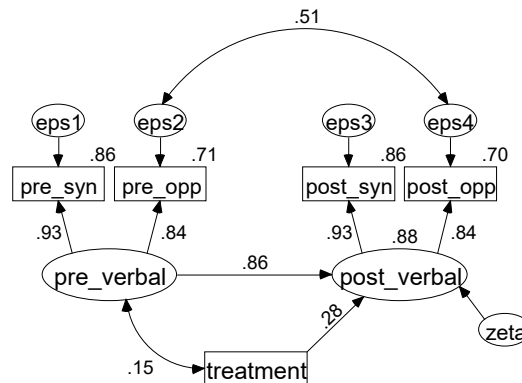 .51
eps1 eps2 eps3 eps4
.86 .71 .86 .70
pre_syn pre_opp post_syn post_opp
.93 .84 .93 .88 .84
pre_verbal .86 post_verbal
.28
zeta
.15 treatment